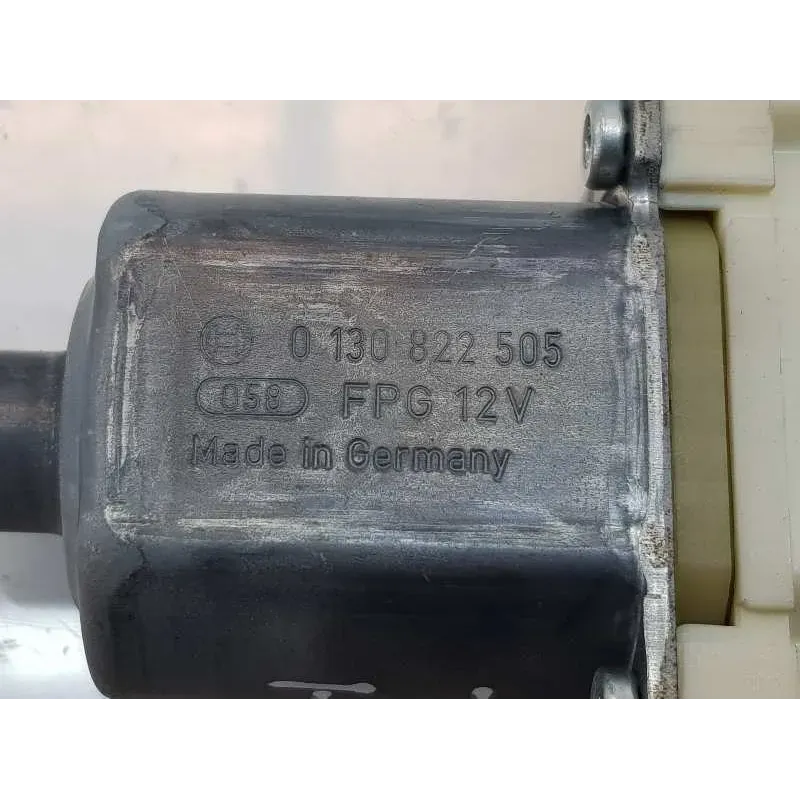 0 130 822 505
058 FPG 12V
Made in Germany